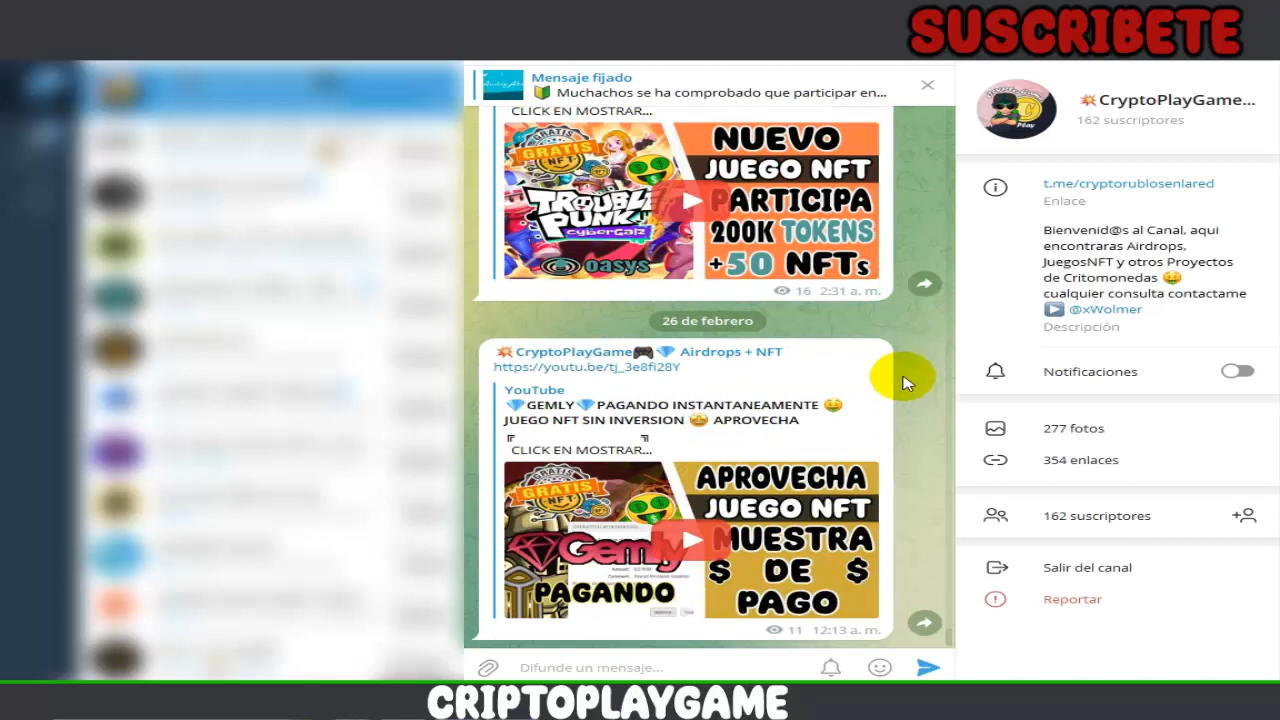 SUSCRIBETE
Mensaje fijado
🔰 Muchachos se ha comprobado que participar en...
CLICK EN MOSTRAR...
GRATIS
NFT
NUEVO
JUEGO NFT
PARTICIPA
200K TOKENS
+50 NFTs
TROUBLE
PUNK
CYBERGALZ
OASYS
16 2:31 a. m.
26 de febrero
💥CryptoPlayGame🎮💎 Airdrops + NFT
https://youtu.be/tj_3e8fi28Y
YouTube
💎GEMLY💎PAGANDO INSTANTANEAMENTE 🤑
JUEGO NFT SIN INVERSION 🤩 APROVECHA
CLICK EN MOSTRAR...
GRATIS
NFT
APROVECHA
JUEGO NFT
MUESTRA
$ DE $
PAGO
Gemly
PAGANDO
11 12:13 a. m.
Difunde un mensaje...
💥CryptoPlayGame...
162 suscriptores
t.me/cryptorublosenlared
Enlace
Bienvenid@s al Canal, aqui
encontraras Airdrops,
JuegosNFT y otros Proyectos
de Critomonedas 🤑
cualquier consulta contactame
▶️ @xWolmer
Descripción
Notificaciones
277 fotos
354 enlaces
162 suscriptores
Salir del canal
Reportar
CRIPTOPLAYGAME